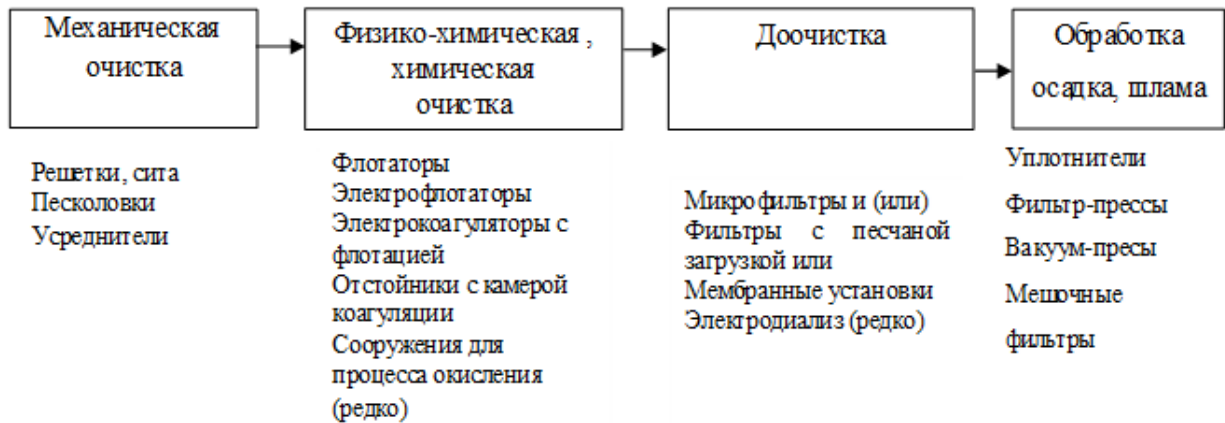 Механическая
очистка
Физико-химическая ,
химическая
очистка
Доочистка
Обработка
осадка, шлама
Решетки, сита
Песколовки
Усреднители
Флотаторы
Электрофлотаторы
Электрокоагуляторы с
флотацией
Отстойники с камерой
коагуляции
Сооружения для
процесса окисления
(редко)
Микрофильтры и (или)
Фильтры с песчаной
загрузкой или
Мембранные установки
Электродиализ (редко)
Уплотнители
Фильтр-прессы
Вакуум-пресы
Мешочные
фильтры